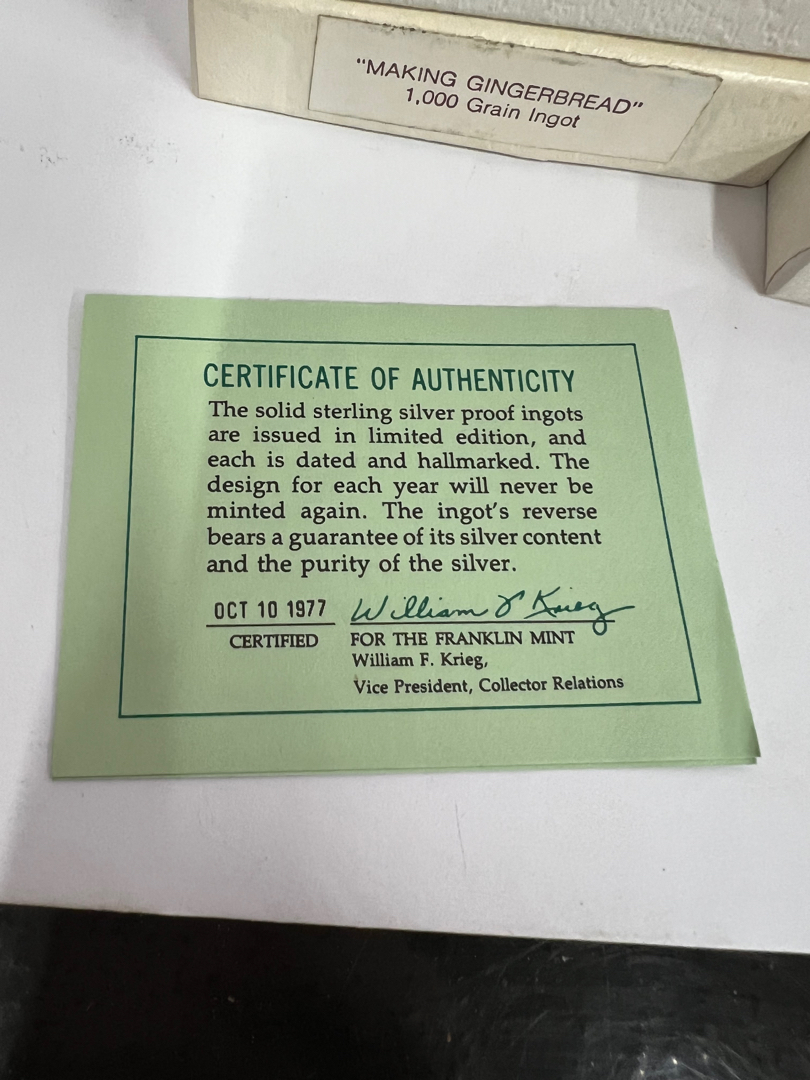 "MAKING GINGERBREAD"
1,000 Grain Ingot
CERTIFICATE OF AUTHENTICITY
The solid sterling silver proof ingots
are issued in limited edition, and
each is dated and hallmarked. The
design for each year will never be
minted again. The ingot's reverse
bears a guarantee of its silver content
and the purity of the silver.
OCT 10 1977 William F Krieg
CERTIFIED FOR THE FRANKLIN MINT
William F. Krieg,
Vice President, Collector Relations